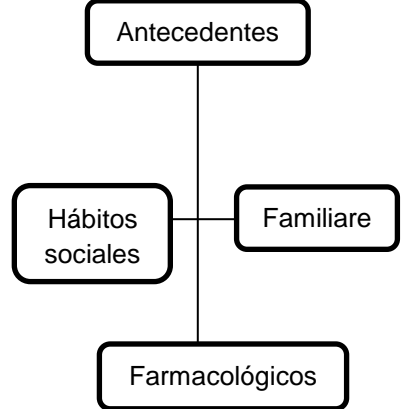 Antecedentes
Hábitos
sociales
Familiare
Farmacológicos